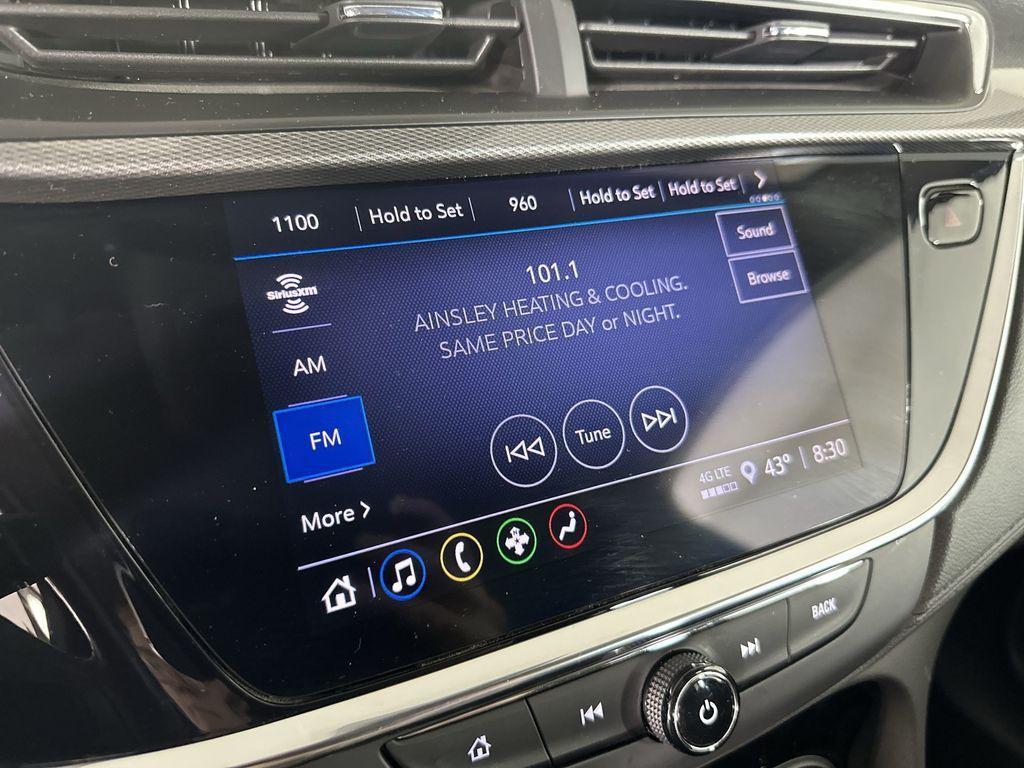 1100 | Hold to Set | 960 | Hold to Set | Hold to Set | >
SiriusXM
Sound
101.1
Browse
AINSLEY HEATING & COOLING.
SAME PRICE DAY or NIGHT.
AM
FM
Tune
More >
4G LTE 43° | 8:30
BACK